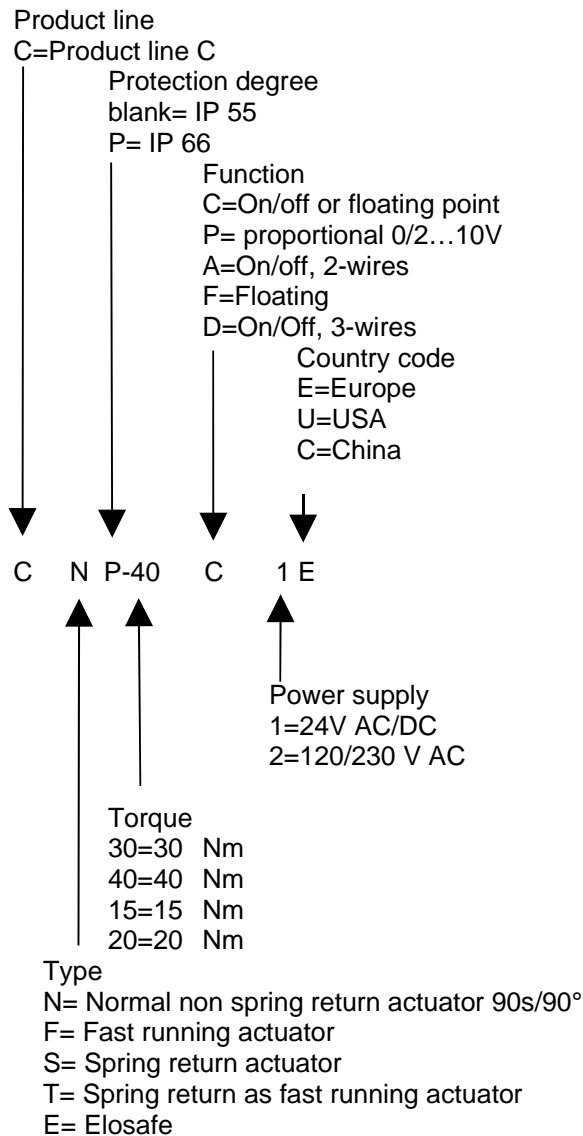 Product line
C=Product line C
Protection degree
blank= IP 55
P= IP 66
Function
C=On/off or floating point
P= proportional 0/2…10V
A=On/off, 2-wires
F=Floating
D=On/Off, 3-wires
Country code
E=Europe
U=USA
C=China
C N P-40 C 1 E
Power supply
1=24V AC/DC
2=120/230 V AC
Torque
30=30 Nm
40=40 Nm
15=15 Nm
20=20 Nm
Type
N= Normal non spring return actuator 90s/90°
F= Fast running actuator
S= Spring return actuator
T= Spring return as fast running actuator
E= Elosafe